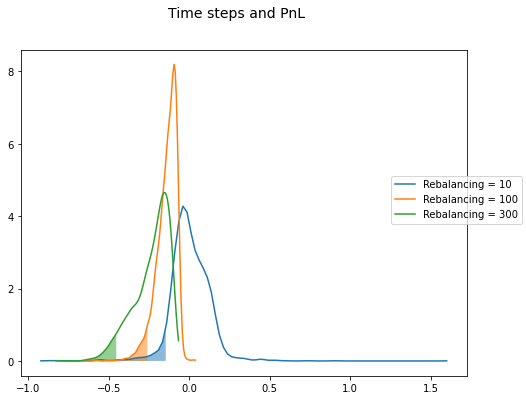 Time steps and PnL
8
6
4
2
0
Rebalancing = 10
Rebalancing = 100
Rebalancing = 300
-1.0 -0.5 0.0 0.5 1.0 1.5